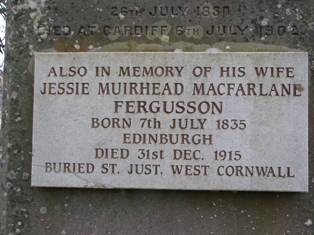 26TH JULY 1830
DIED AT CARDIFF 6TH JULY, 1902.
ALSO IN MEMORY OF HIS WIFE
JESSIE MUIRHEAD MACFARLANE
FERGUSSON
BORN 7th JULY 1835
EDINBURGH
DIED 31st DEC. 1915
BURIED ST. JUST. WEST CORNWALL